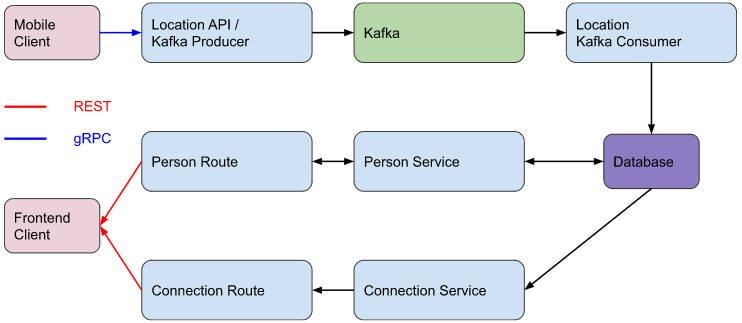 Mobile
Client
Location API /
Kafka Producer
Kafka
Location
Kafka Consumer
REST
gRPC
Person Route
Person Service
Database
Frontend
Client
Connection Route
Connection Service